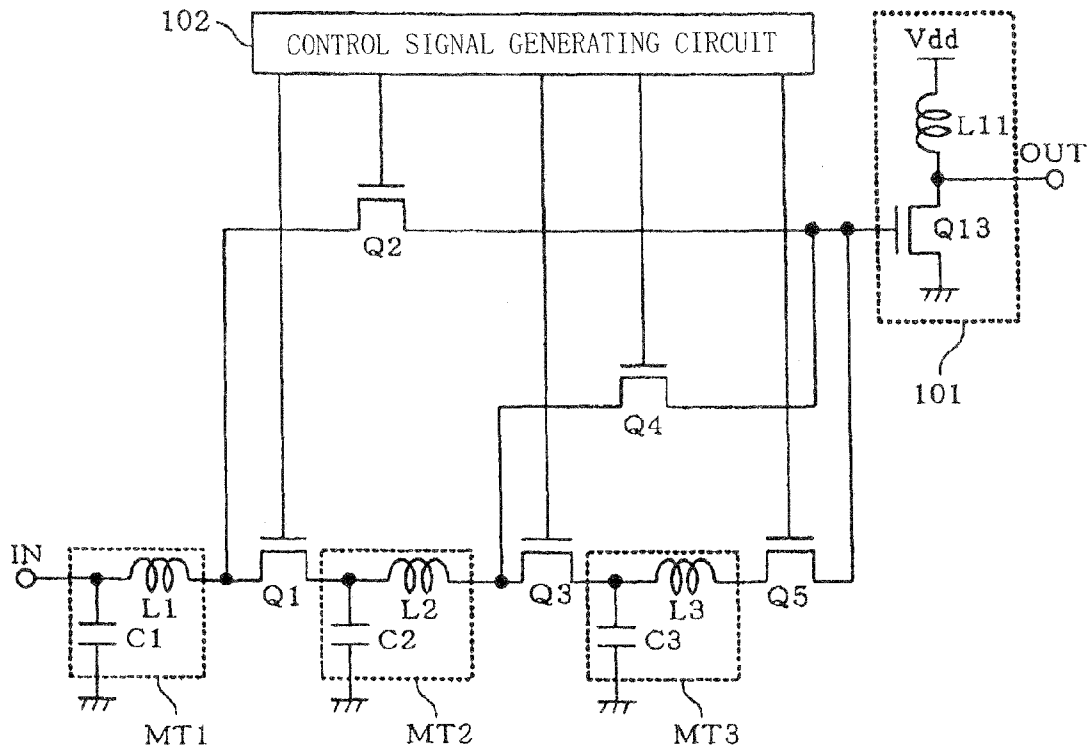 102
CONTROL SIGNAL GENERATING CIRCUIT
Vdd
L11
OUT
Q2
Q13
101
Q4
IN
L1
Q1
L2
Q3
L3
Q5
C1
C2
C3
MT1
MT2
MT3